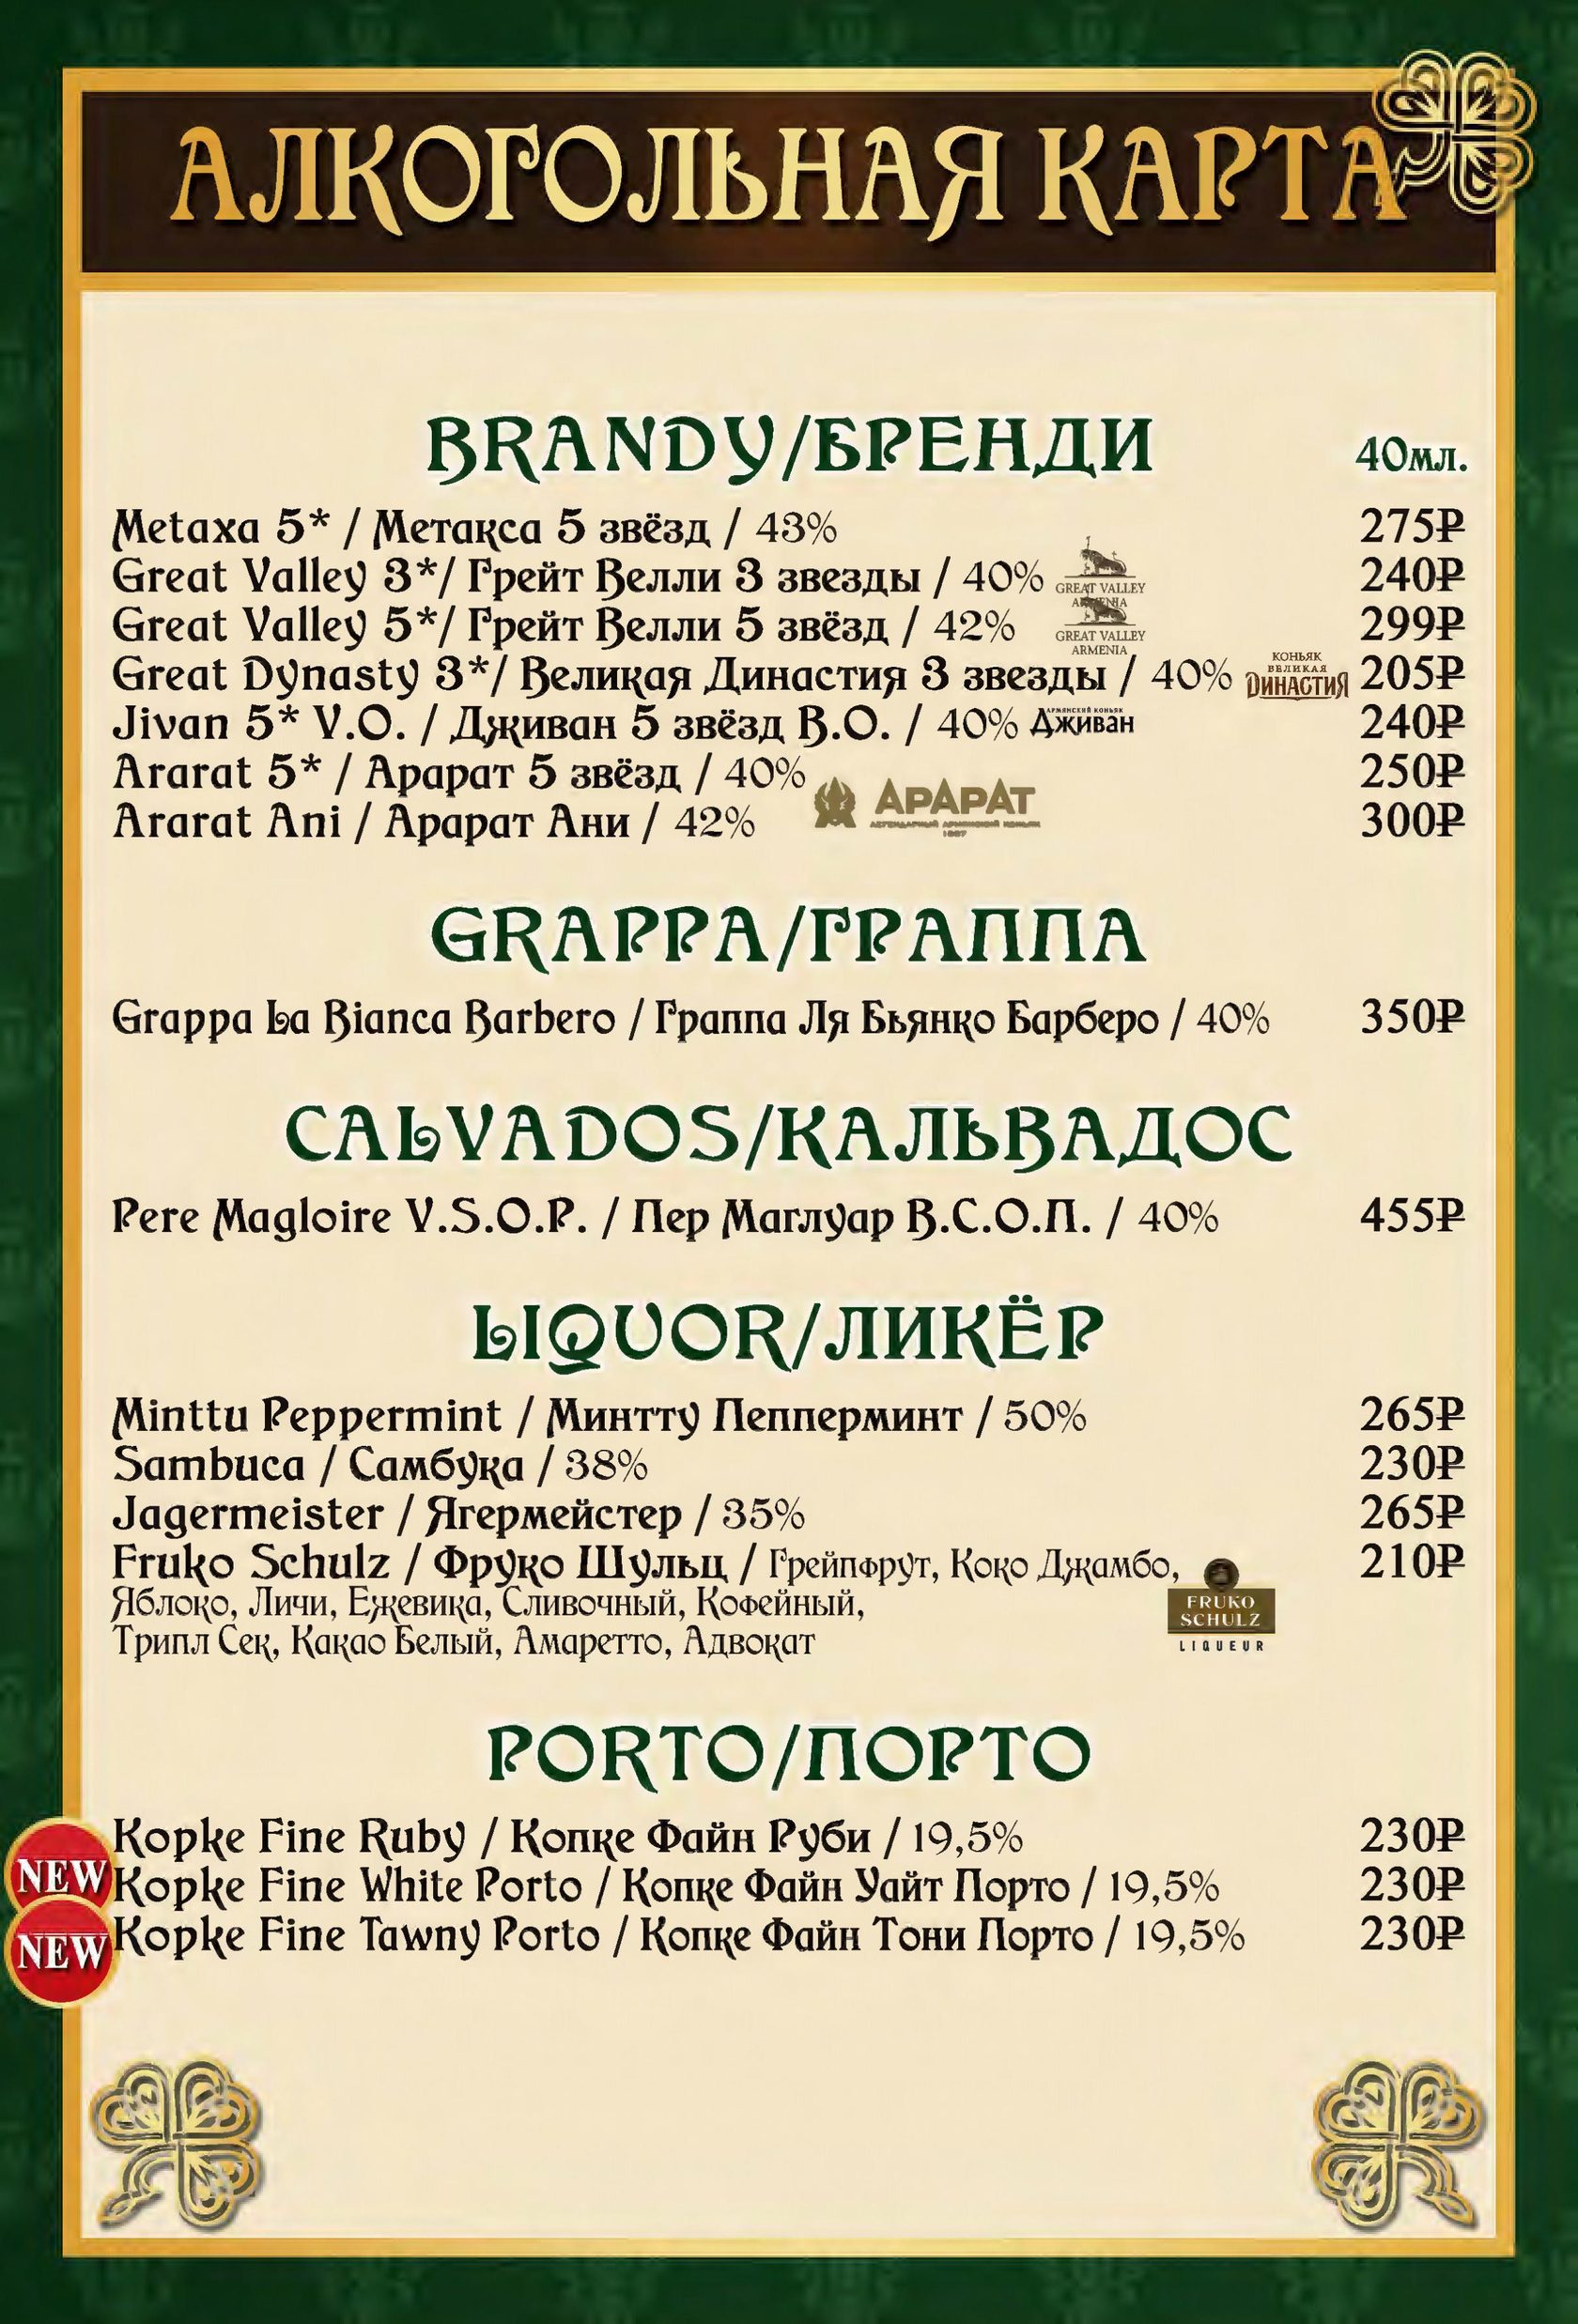 АЛКОГОЛЬНАЯ КАРТА
BRANDY/БРЕНДИ 40мл.
Metaxa 5* / Метакса 5 звёзд / 43% 275₽
Great Valley 3*/ Грейт Велли 3 звезды / 40% GREAT VALLEY ARMENIA 240₽
Great Valley 5*/ Грейт Велли 5 звёзд / 42% GREAT VALLEY ARMENIA 299₽
Great Dynasty 3*/ Великая Династия 3 звезды / 40% КОНЬЯК ВЕЛИКАЯ ДИНАСТИЯ 205₽
Jivan 5* V.O. / Дживан 5 звёзд В.О. / 40% АРМЯНСКИЙ КОНЬЯК Дживан 240₽
Ararat 5* / Арарат 5 звёзд / 40% 250₽
АРАРАТ
ЛЕГЕНДАРНЫЙ АРМЯНСКИЙ КОНЬЯК
1887
Ararat Ani / Арарат Ани / 42% 300₽
GRAPPA/ГРАППА
Grappa La Bianca Barbero / Граппа Ля Бьянко Барберо / 40% 350₽
CALVADOS/КАЛЬВАДОС
Pere Magloire V.S.O.P. / Пер Маглуар В.С.О.П. / 40% 455₽
LIQUOR/ЛИКЁР
Minttu Peppermint / Минтту Пепперминт / 50% 265₽
Sambuca / Самбука / 38% 230₽
Jagermeister / Ягермейстер / 35% 265₽
Fruko Schulz / Фруко Шульц / Грейпфрут, Коко Джамбо, 210₽
Яблоко, Личи, Ежевика, Сливочный, Кофейный,
Трипл Сек, Какао Белый, Амаретто, Адвокат
FRUKO
SCHULZ
LIQUEUR
PORTO/ПОРТО
Kopke Fine Ruby / Копке Файн Руби / 19,5% 230₽
NEW Kopke Fine White Porto / Копке Файн Уайт Порто / 19,5% 230₽
NEW Kopke Fine Tawny Porto / Копке Файн Тони Порто / 19,5% 230₽